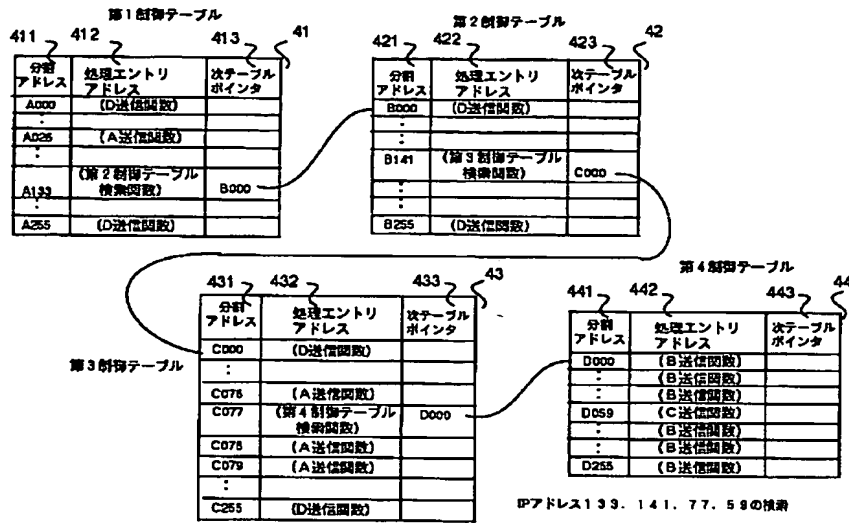 第1制御テーブル
411 412 413 41
分割アドレス 処理エントリアドレス 次テーブルポインタ
A000 (D送信関数)
:
A026 (A送信関数)
:
A133 (第2制御テーブル検索関数) B000
:
A255 (D送信関数)
第2制御テーブル
421 422 423 42
分割アドレス 処理エントリアドレス 次テーブルポインタ
B000 (D送信関数)
:
B141 (第3制御テーブル検索関数) C000
:
B255 (D送信関数)
第3制御テーブル
431 432 433 43
分割アドレス 処理エントリアドレス 次テーブルポインタ
C000 (D送信関数)
:
C076 (A送信関数)
C077 (第4制御テーブル検索関数) D000
C078 (A送信関数)
C079 (A送信関数)
:
C255 (D送信関数)
第4制御テーブル
441 442 443 44
分割アドレス 処理エントリアドレス 次テーブルポインタ
D000 (B送信関数)
: (B送信関数)
: (B送信関数)
D059 (C送信関数)
: (B送信関数)
: (B送信関数)
D255 (B送信関数)
IPアドレス133.141.77.59の検索